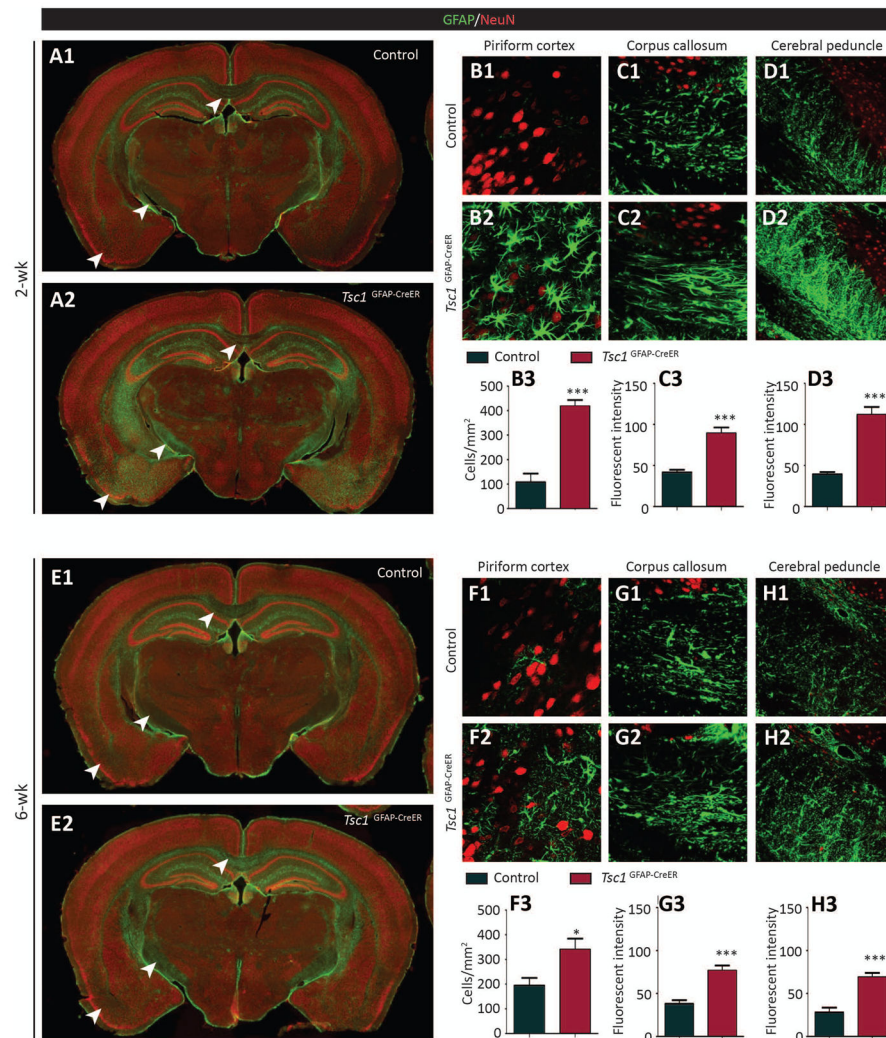 GFAP/NeuN
2-wk
A1
Control
A2
Tsc1 GFAP-CreER
Piriform cortex
Corpus callosum
Cerebral peduncle
Control
B1
C1
D1
Tsc1 GFAP-CreER
B2
C2
D2
Control
Tsc1 GFAP-CreER
B3
Cells/mm²
500
400
300
200
100
0
***
C3
Fluorescent intensity
150
100
50
0
***
D3
Fluorescent intensity
150
100
50
0
***
6-wk
E1
Control
E2
Tsc1 GFAP-CreER
Piriform cortex
Corpus callosum
Cerebral peduncle
Control
F1
G1
H1
Tsc1 GFAP-CreER
F2
G2
H2
Control
Tsc1 GFAP-CreER
F3
Cells/mm²
500
400
300
200
100
0
*
G3
Fluorescent intensity
150
100
50
0
***
H3
Fluorescent intensity
150
100
50
0
***